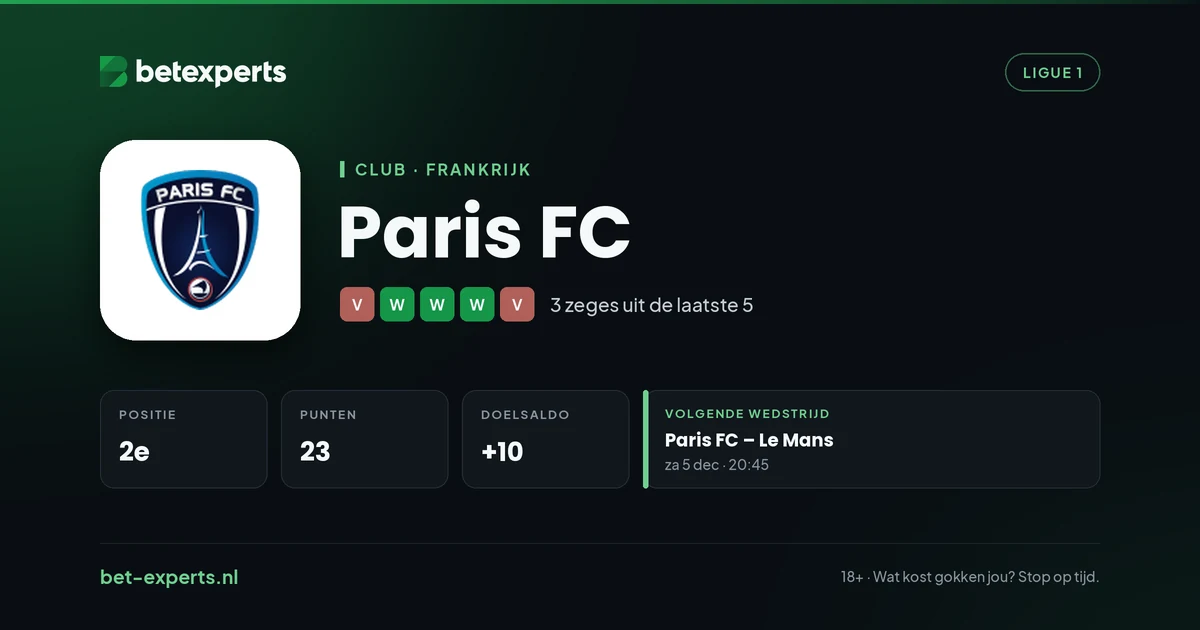 betexperts
LIGUE 1
PARIS FC
CLUB · FRANKRIJK
Paris FC
V W W W V 3 zeges uit de laatste 5
POSITIE
2e
PUNTEN
23
DOELSALDO
+10
VOLGENDE WEDSTRIJD
Paris FC – Le Mans
za 5 dec · 20:45
bet-experts.nl
18+ · Wat kost gokken jou? Stop op tijd.